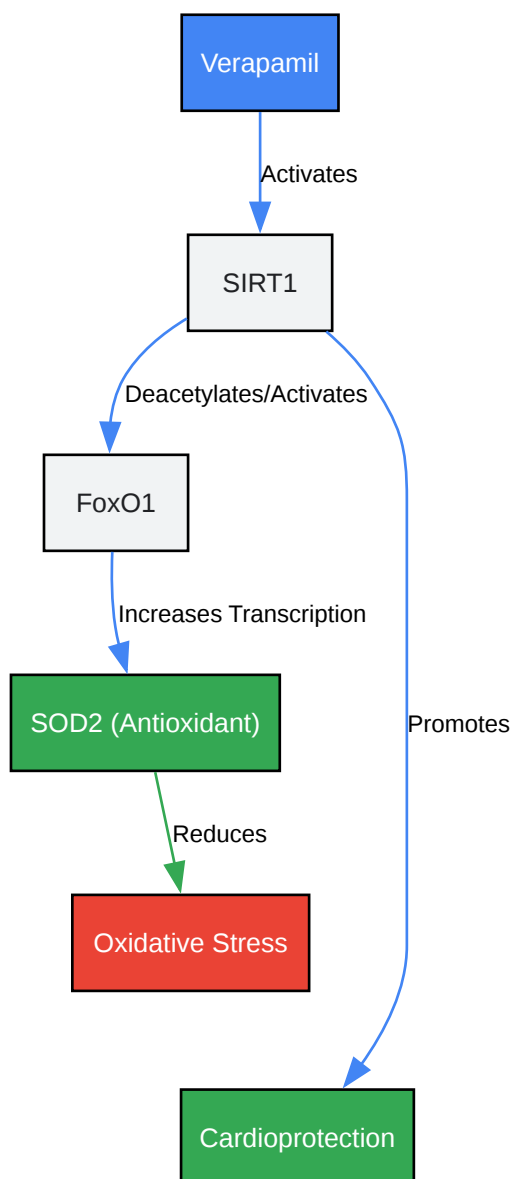 Verapamil
Activates
SIRT1
Deacetylates/Activates
FoxO1
Increases Transcription
SOD2 (Antioxidant)
Promotes
Reduces
Oxidative Stress
Cardioprotection